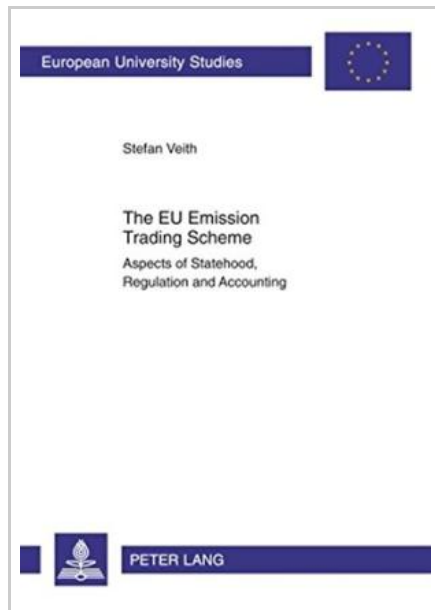 European University Studies
Stefan Veith
The EU Emission
Trading Scheme
Aspects of Statehood,
Regulation and Accounting
PETER LANG